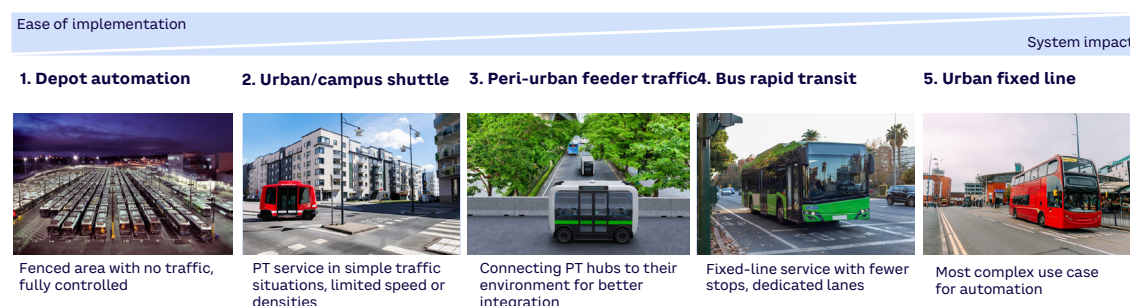 Ease of implementation
System impact
1. Depot automation
2. Urban/campus shuttle
3. Peri-urban feeder traffic
4. Bus rapid transit
5. Urban fixed line
Fenced area with no traffic,
fully controlled
PT service in simple traffic
situations, limited speed or
densities
Connecting PT hubs to their
environment for better
integration
Fixed-line service with fewer
stops, dedicated lanes
Most complex use case
for automation